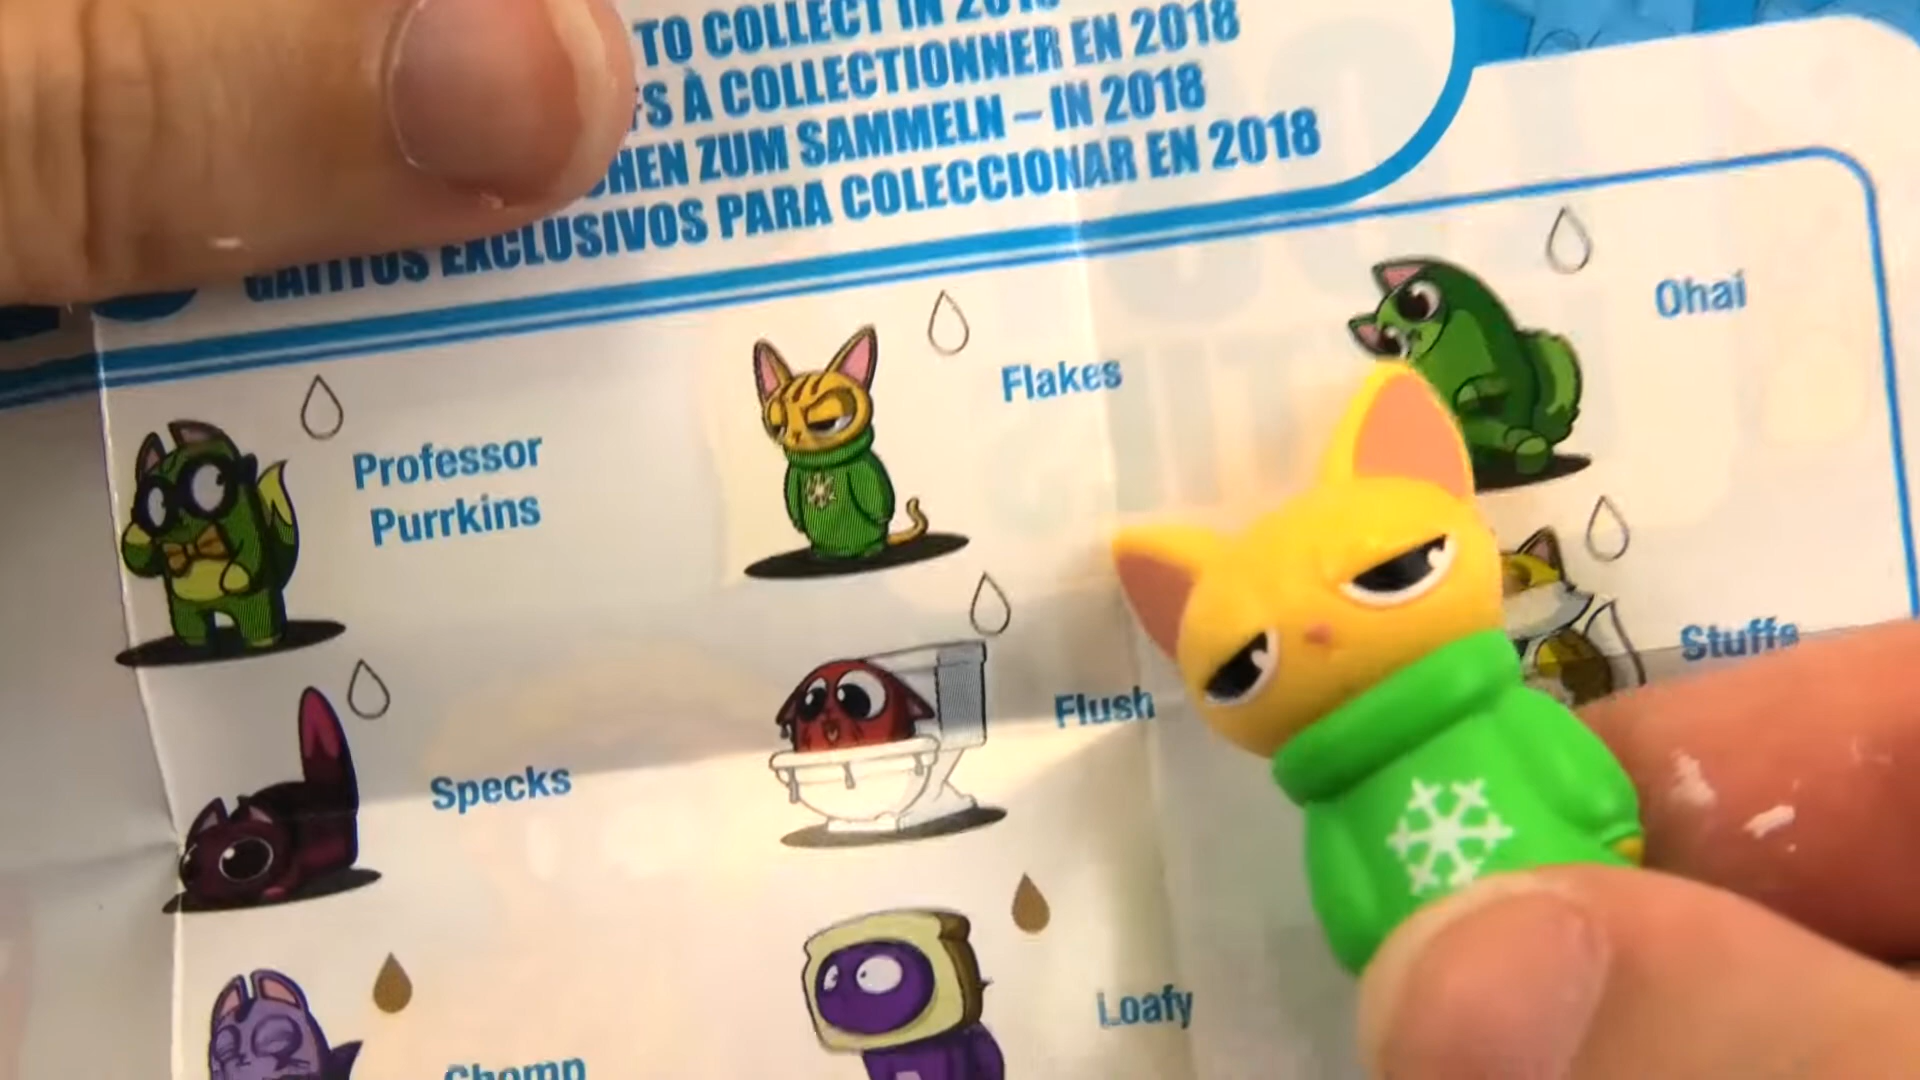 TO COLLECT IN 2018
À COLLECTIONNER EN 2018
ZUM SAMMELN – IN 2018
GATITOS EXCLUSIVOS PARA COLECCIONAR EN 2018
Professor
Purrkins
Flakes
Ohai
Specks
Flush
Stuffs
Chomp
Loafy